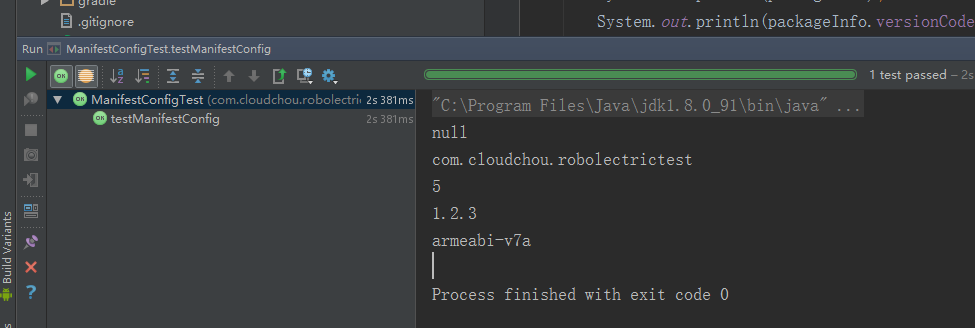 gradle
.gitignore
System.out.println(packageInfo.versionCode
Run ManifestConfigTest.testManifestConfig
1 test passed – 2s
ManifestConfigTest (com.cloudchou.robolectric 2s 381ms
testManifestConfig 2s 381ms
"C:\Program Files\Java\jdk1.8.0_91\bin\java" ...
null
com.cloudchou.robolectrictest
5
1.2.3
armeabi-v7a
Process finished with exit code 0
Build Variants